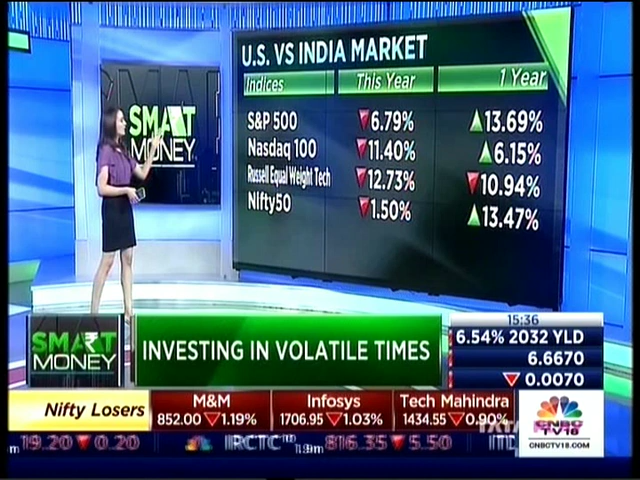 U.S. VS INDIA MARKET
Indices This Year 1 Year
S&P 500 6.79% 13.69%
Nasdaq 100 11.40% 6.15%
Russell Equal Weight Tech 12.73% 10.94%
Nifty50 1.50% 13.47%
SMART
MONEY
SMART
MONEY
INVESTING IN VOLATILE TIMES
15:36
6.54% 2032 YLD
6.6670
0.0070
Nifty Losers
M&M
852.00 1.19%
Infosys
1706.95 1.03%
Tech Mahindra
1434.55 0.90%
CNBC
TV18
CNBCTV18.COM
19.20 0.20 IRCTC 816.35 5.50